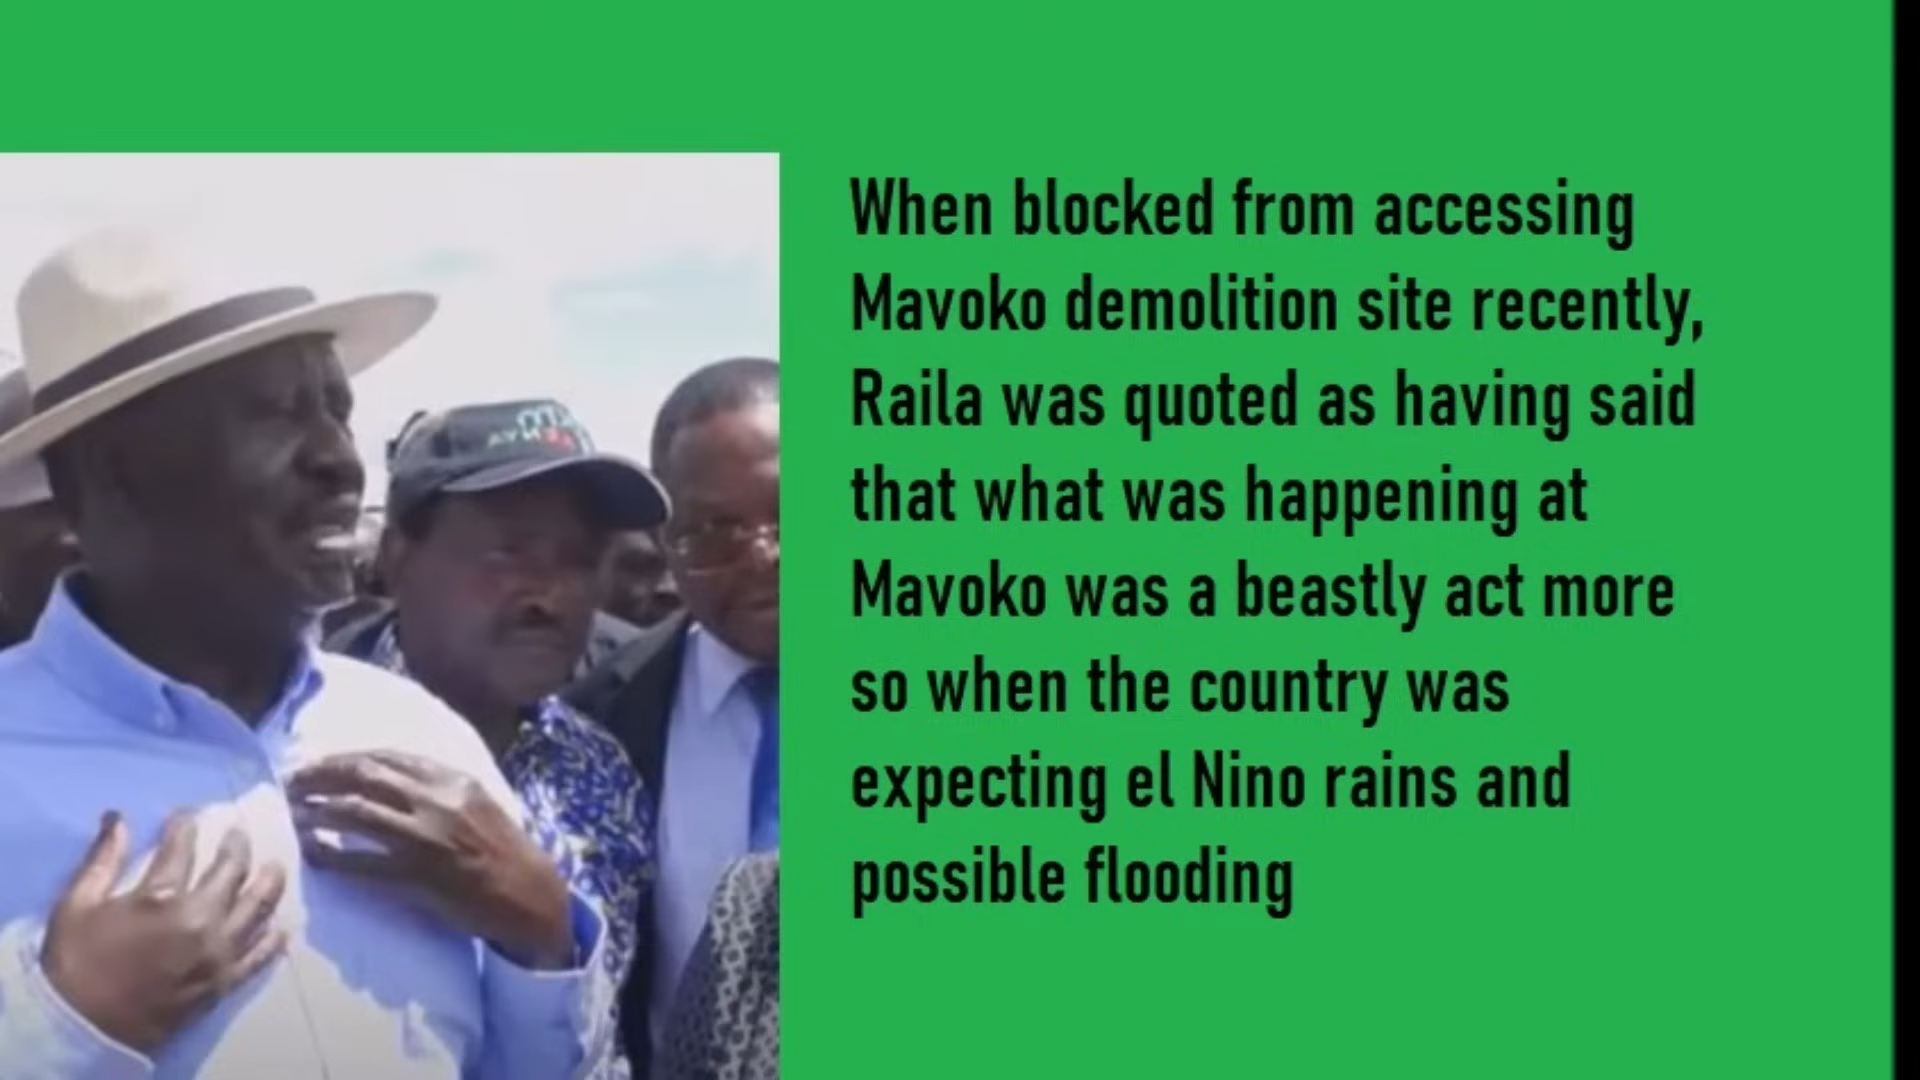 When blocked from accessing
Mavoko demolition site recently,
Raila was quoted as having said
that what was happening at
Mavoko was a beastly act more
so when the country was
expecting el Nino rains and
possible flooding